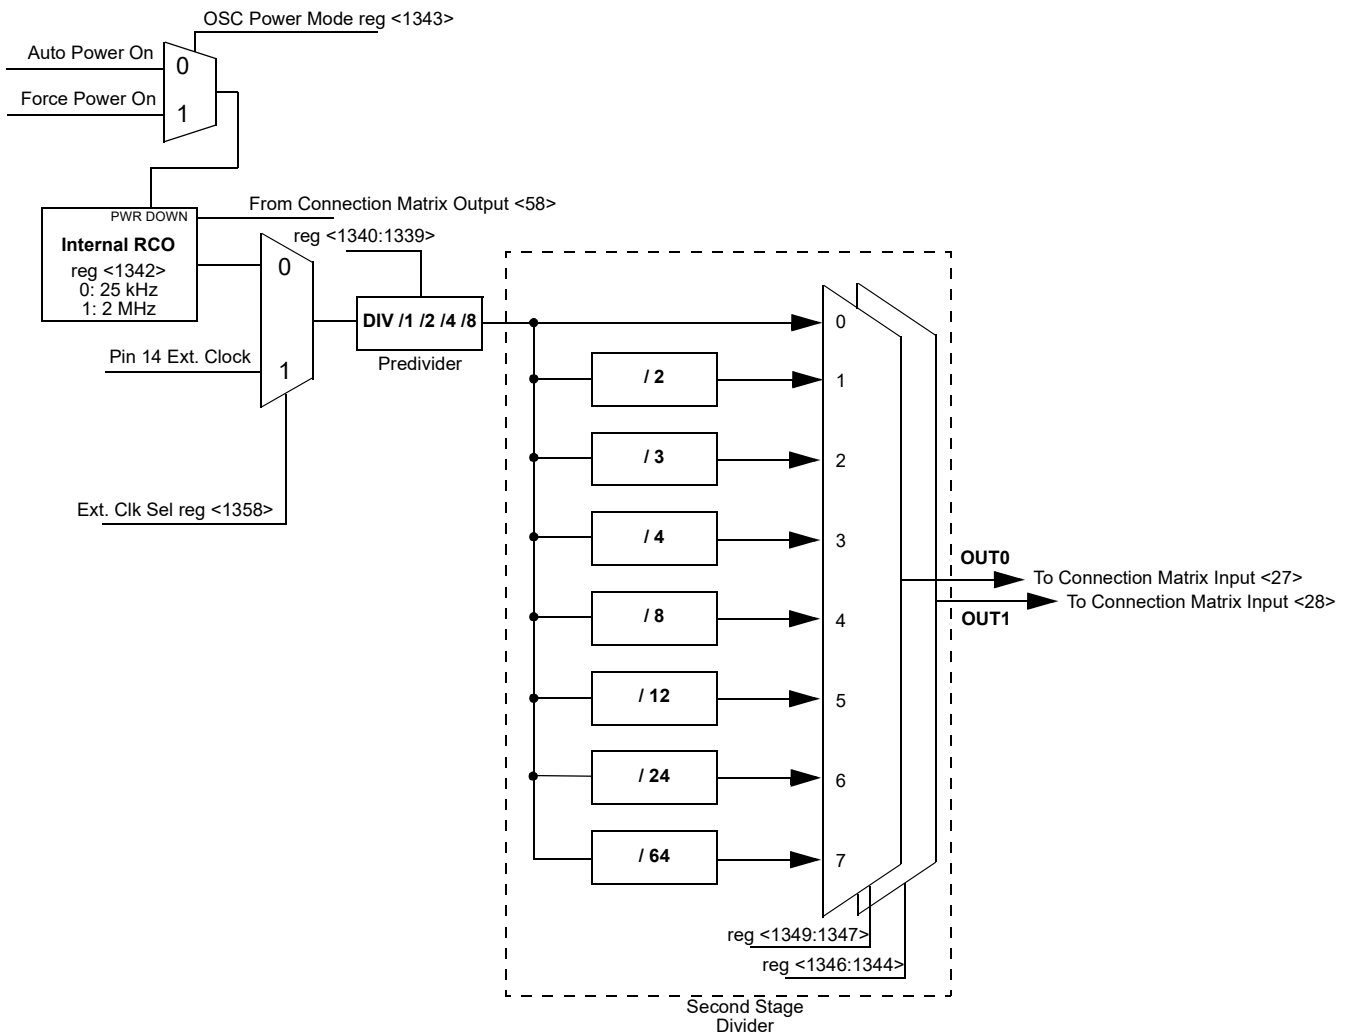 OSC Power Mode reg <1343>
Auto Power On
0
Force Power On
1
From Connection Matrix Output <58>
PWR DOWN
Internal RCO
reg <1342>
0: 25 kHz
1: 2 MHz
reg <1340:1339>
0
DIV /1 /2 /4 /8
Predivider
Pin 14 Ext. Clock
1
Ext. Clk Sel reg <1358>
0
/ 2
1
/ 3
2
/ 4
3
/ 8
4
/ 12
5
/ 24
6
/ 64
7
OUT0
To Connection Matrix Input <27>
To Connection Matrix Input <28>
OUT1
reg <1349:1347>
reg <1346:1344>
Second Stage
Divider